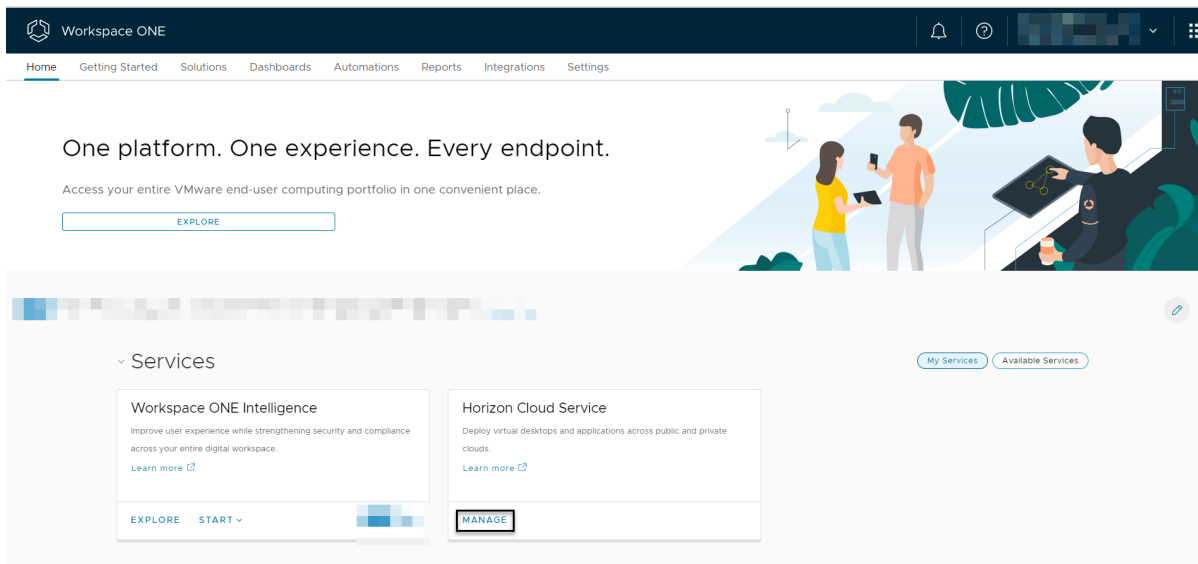 Workspace ONE
Home Getting Started Solutions Dashboards Automations Reports Integrations Settings
One platform. One experience. Every endpoint.
Access your entire VMware end-user computing portfolio in one convenient place.
EXPLORE
Services
My Services Available Services
Workspace ONE Intelligence
Improve user experience while strengthening security and compliance
across your entire digital workspace.
Learn more
EXPLORE START
Horizon Cloud Service
Deploy virtual desktops and applications across public and private
clouds.
Learn more
MANAGE